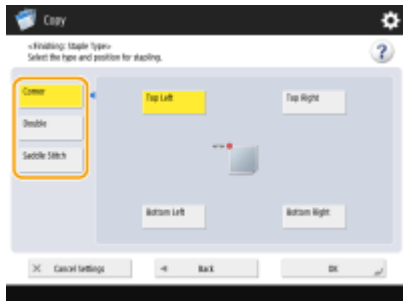 Copy
<Finishing: Staple Type>
Select the type and position for stapling.
?
Corner
Top Left
Top Right
Double
Saddle Stitch
Bottom Left
Bottom Right
Cancel Settings
Back
OK